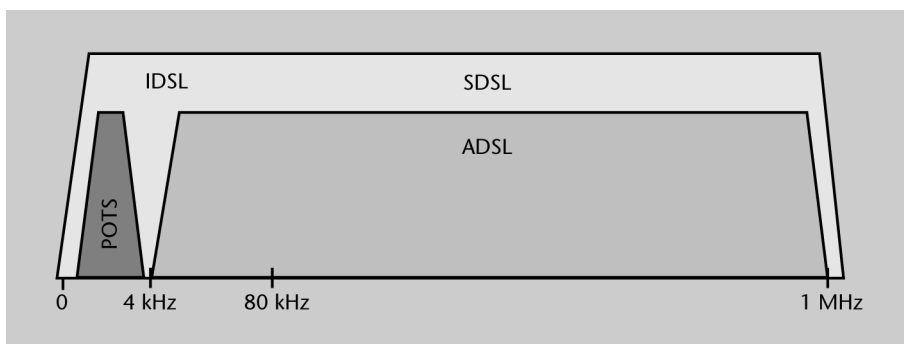 IDSL
SDSL
ADSL
POTS
0
4 kHz
80 kHz
1 MHz